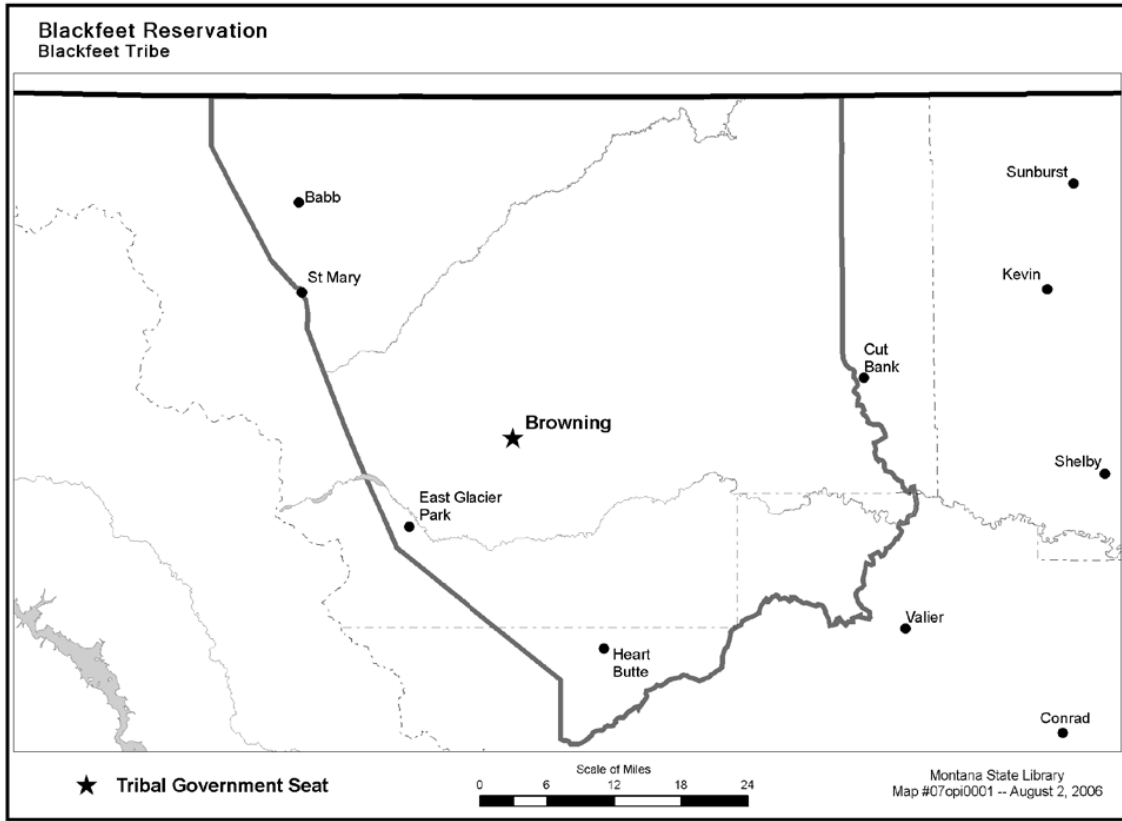 Blackfeet Reservation
Blackfeet Tribe
Sunburst
Babb
St Mary
Kevin
Cut
Bank
Browning
Shelby
East Glacier
Park
Valier
Heart
Butte
Conrad
★ Tribal Government Seat
Scale of Miles
0 6 12 18 24
Montana State Library
Map #07opi0001 -- August 2, 2006